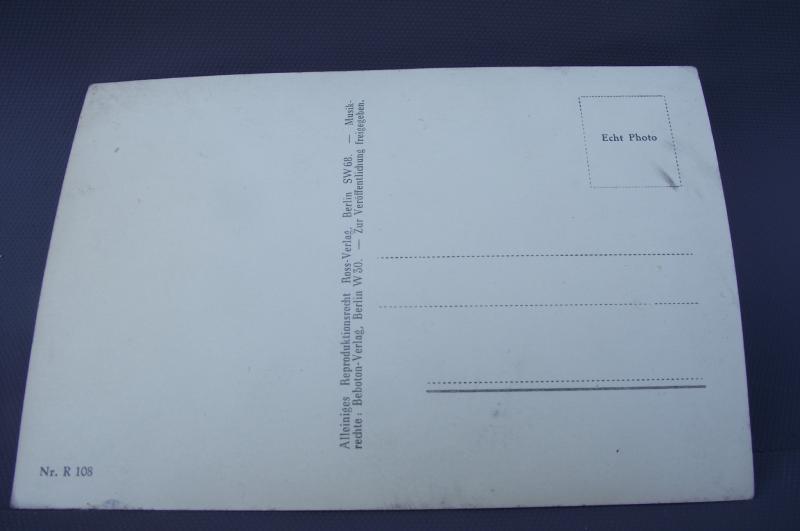 Echt Photo
Alleiniges Reproduktionsrecht Ross-Verlag, Berlin SW 68. — Musik-
rechte: Beboton-Verlag, Berlin W 30. — Zur Veröffentlichung freigegeben.
Nr. R 108